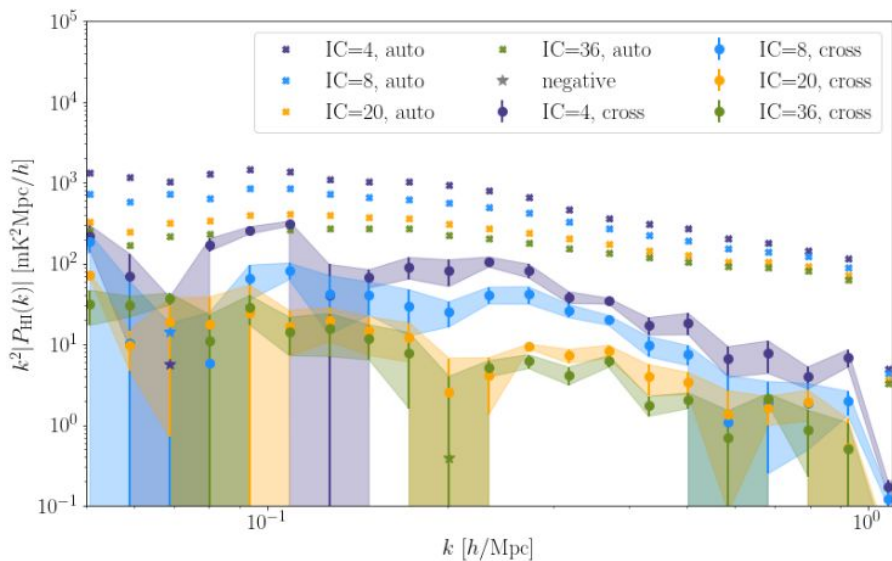 10^5
10^4
10^3
10^2
10^1
10^0
10^{-1}
k^2|P_{HI}(k)| [mK^2Mpc/h]
IC=4, auto
IC=8, auto
IC=20, auto
IC=36, auto
negative
IC=4, cross
IC=8, cross
IC=20, cross
IC=36, cross
10^{-1}
10^0
k [h/Mpc]